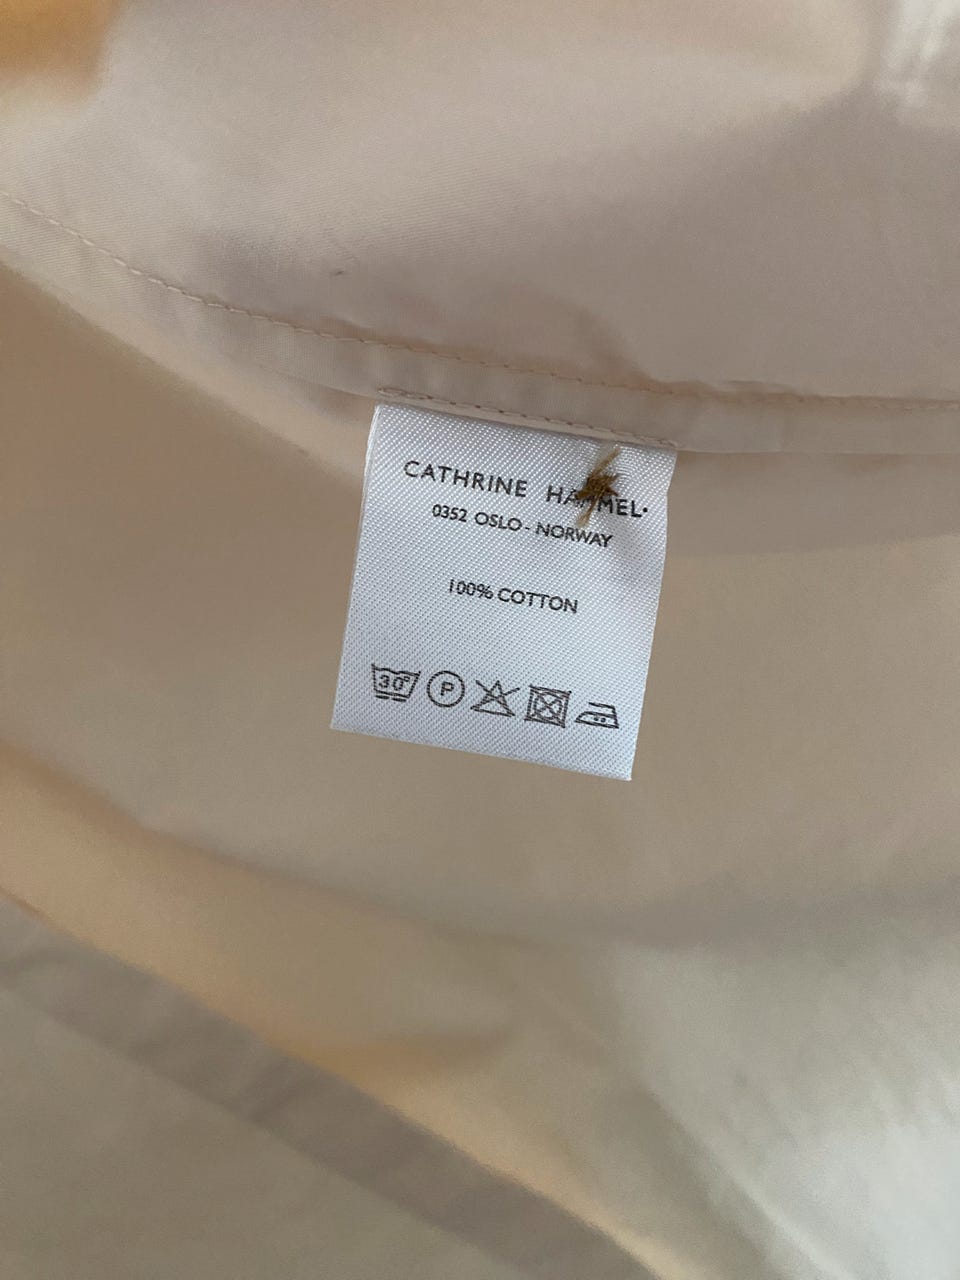 CATHRINE HAMMEL
0352 OSLO - NORWAY
100% COTTON
30° P